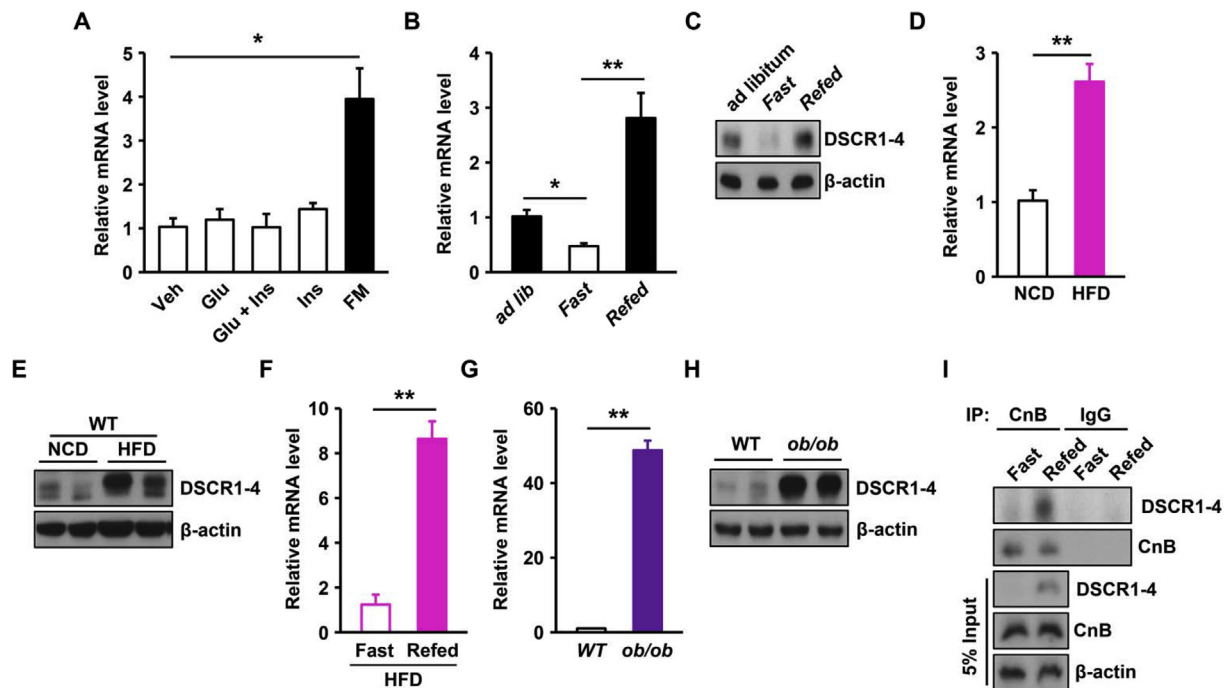 A
Relative mRNA level
5
4
3
2
1
0
*
Veh
Glu
Glu + Ins
Ins
FM
B
Relative mRNA level
4
3
2
1
0
*
**
ad lib
Fast
Refed
C
ad libitum
Fast
Refed
DSCR1-4
β-actin
D
Relative mRNA level
3
2
1
0
**
NCD
HFD
E
WT
NCD HFD
DSCR1-4
β-actin
F
Relative mRNA level
10
8
6
4
2
0
**
Fast Refed
HFD
G
Relative mRNA level
60
40
20
0
**
WT ob/ob
H
WT ob/ob
DSCR1-4
β-actin
I
IP: CnB IgG
Fast
Refed
Fast
Refed
DSCR1-4
CnB
5% Input
DSCR1-4
CnB
β-actin